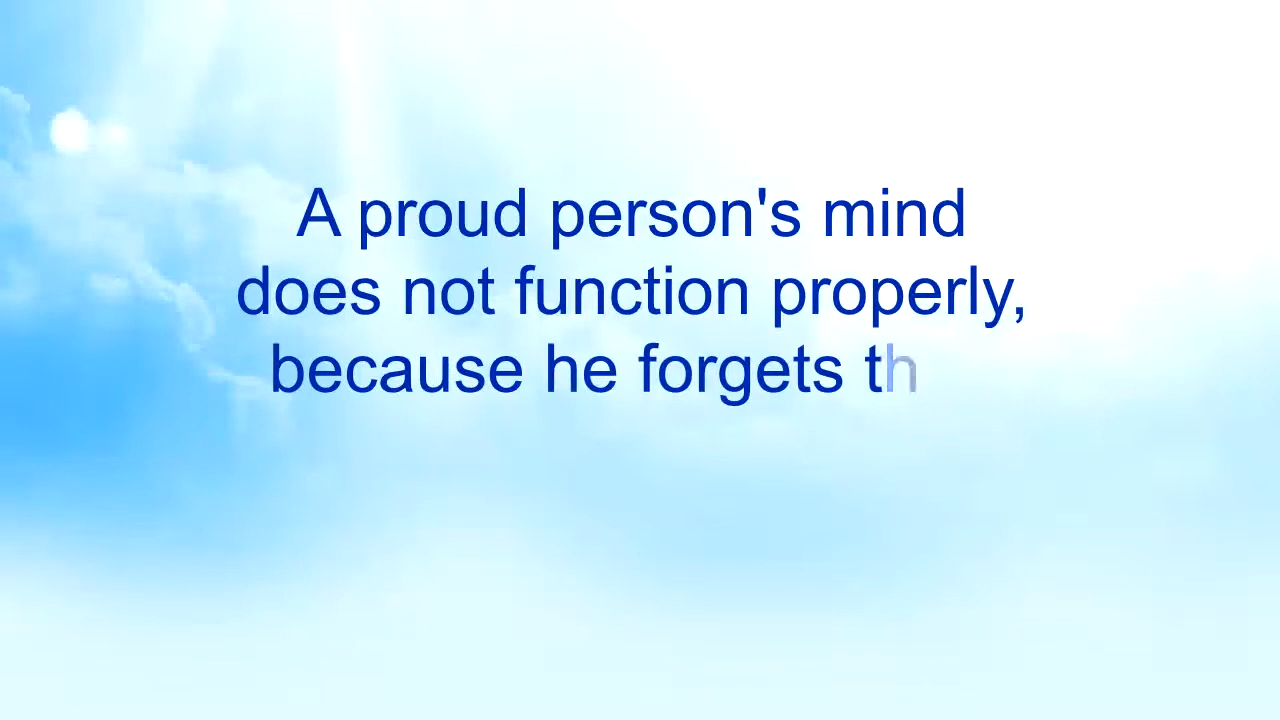 A proud person's mind
does not function properly,
because he forgets th